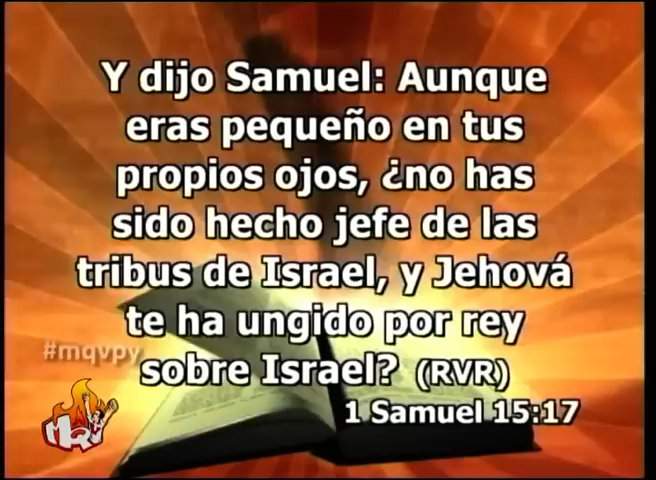 Y dijo Samuel: Aunque
eras pequeño en tus
propios ojos, ¿no has
sido hecho jefe de las
tribus de Israel, y Jehová
te ha ungido por rey
#mqvpy
sobre Israel? (RVR)
1 Samuel 15:17
MQV